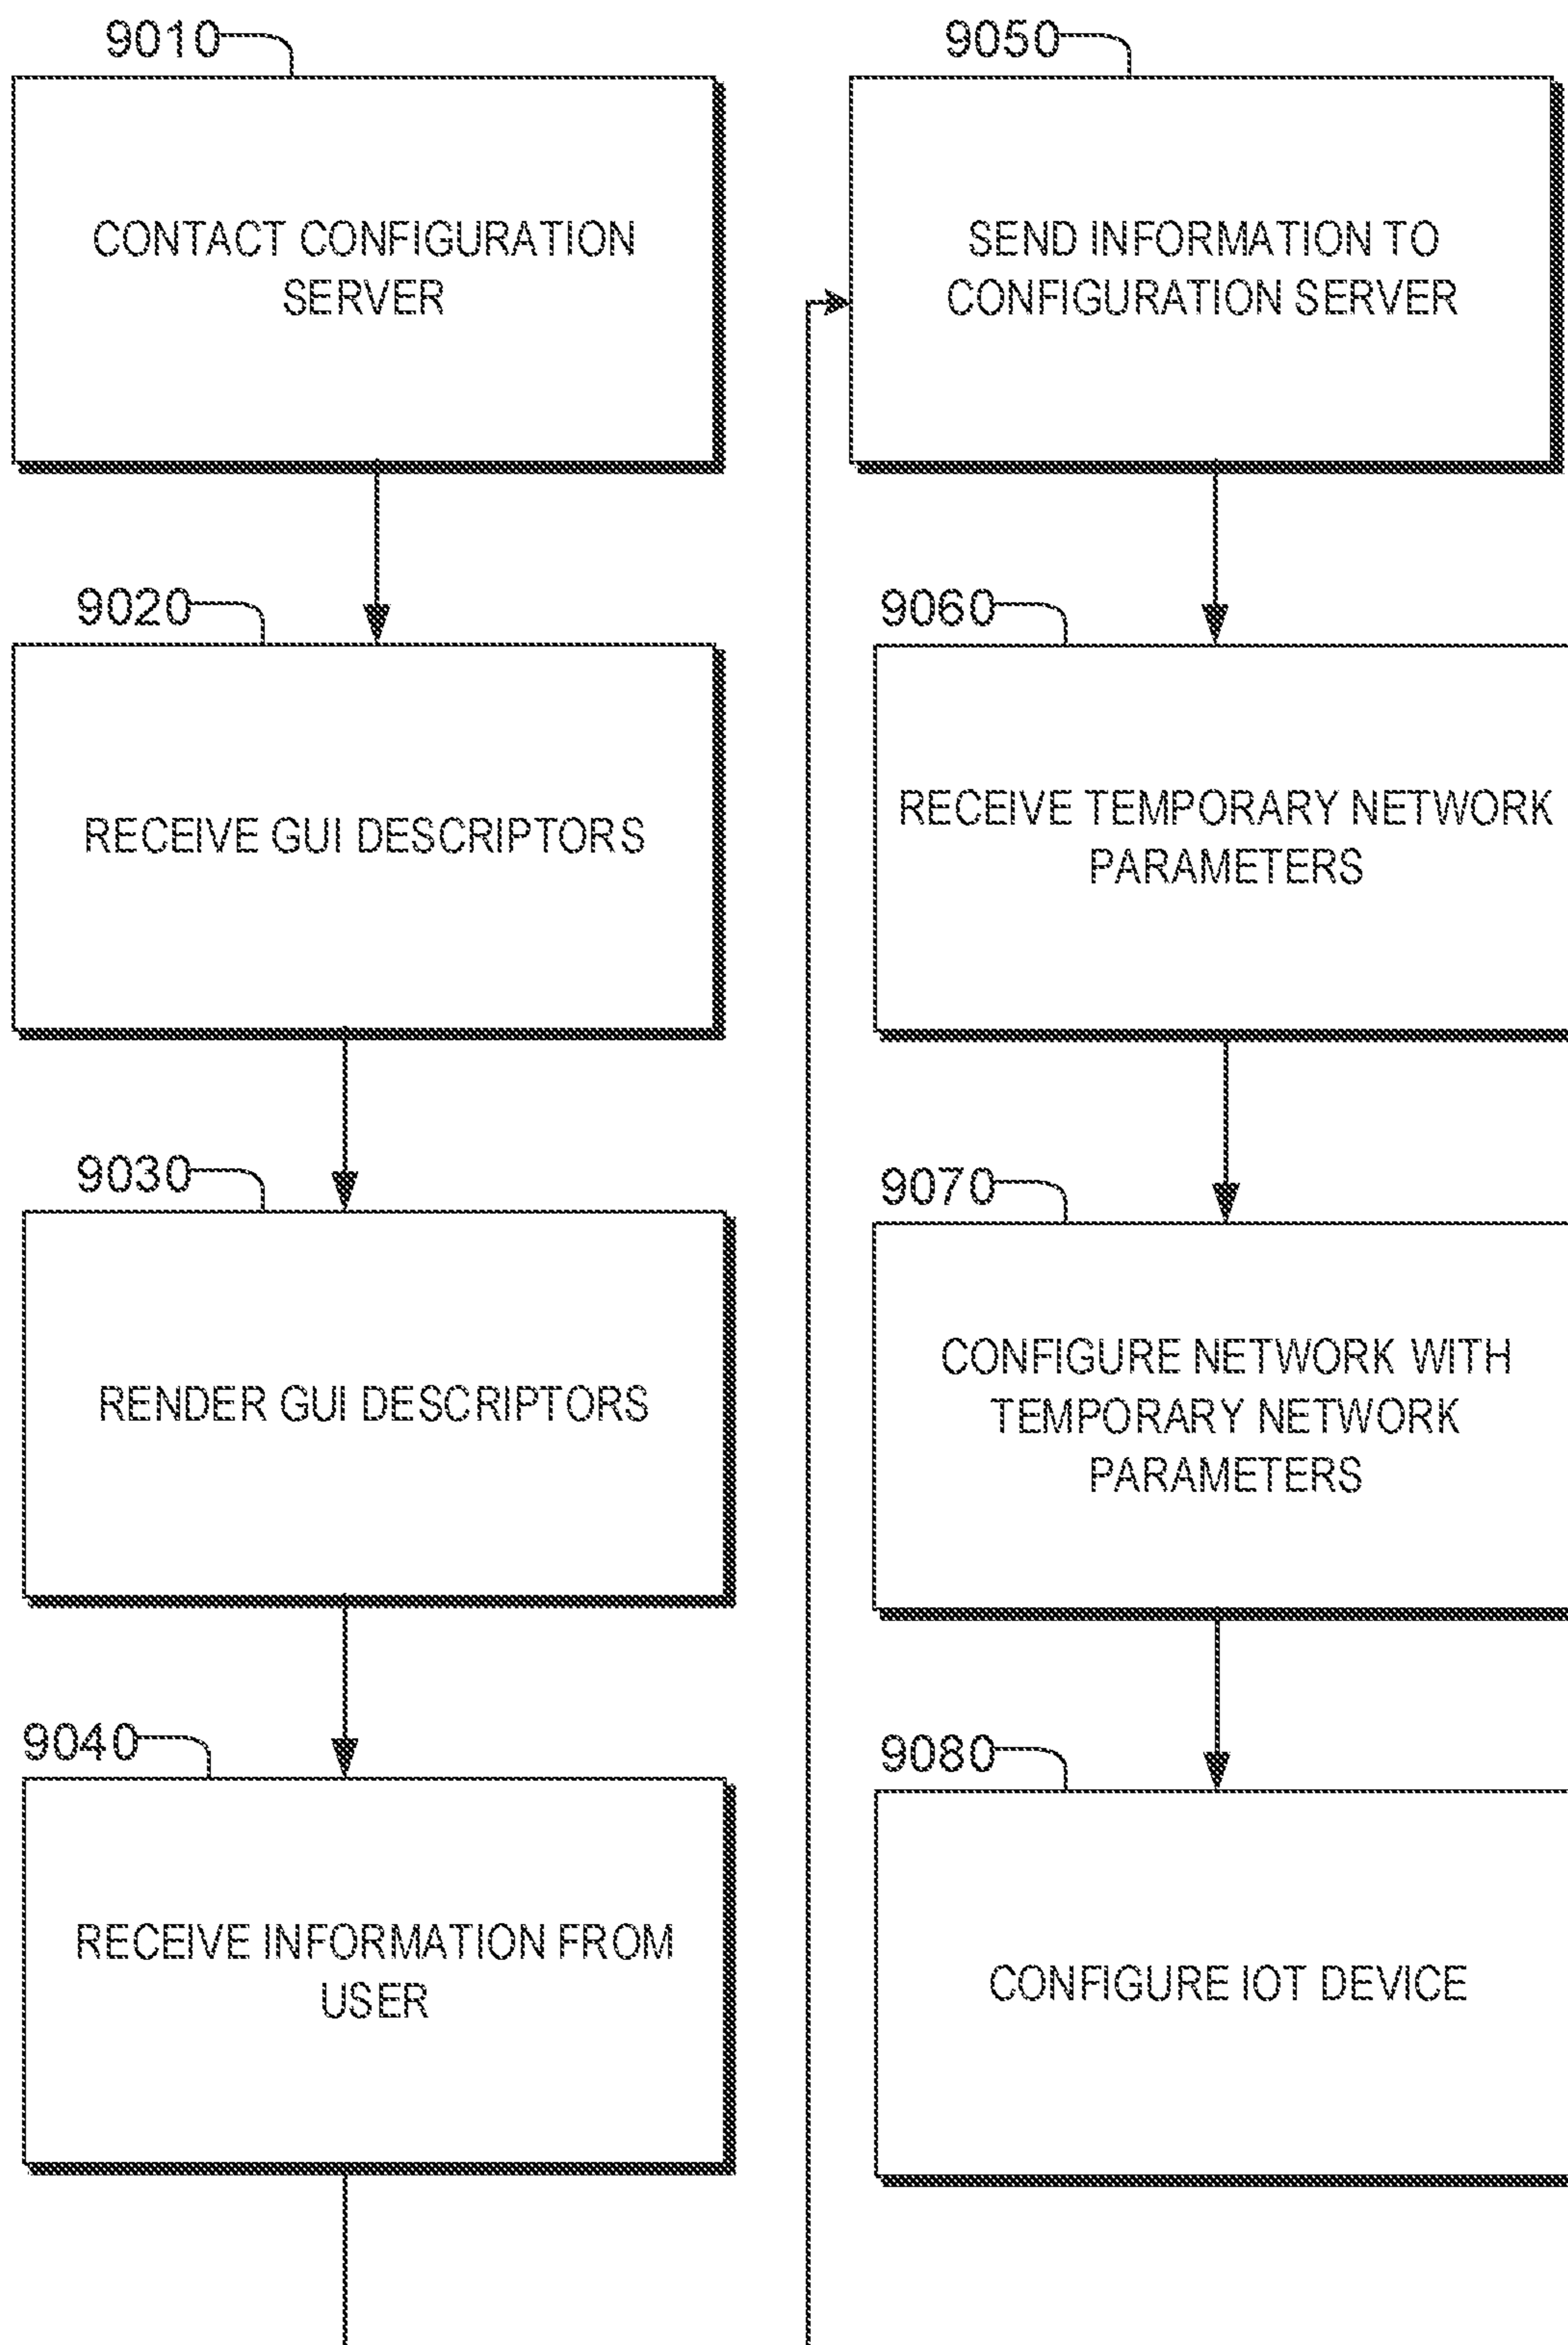 9010
CONTACT CONFIGURATION
SERVER
9020
RECEIVE GUI DESCRIPTORS
9030
RENDER GUI DESCRIPTORS
9040
RECEIVE INFORMATION FROM
USER
9050
SEND INFORMATION TO
CONFIGURATION SERVER
9060
RECEIVE TEMPORARY NETWORK
PARAMETERS
9070
CONFIGURE NETWORK WITH
TEMPORARY NETWORK
PARAMETERS
9080
CONFIGURE IOT DEVICE